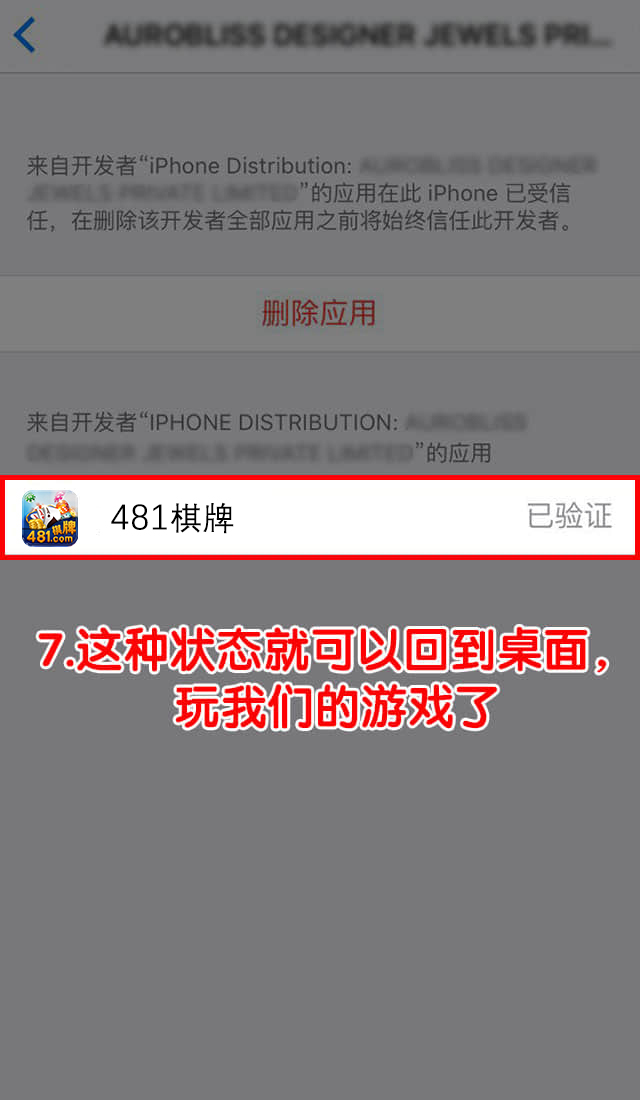 AUROBLISS DESIGNER JEWELS PRI...
来自开发者“iPhone Distribution: AUROBLISS DESIGNER
JEWELS PRIVATE LIMITED”的应用在此 iPhone 已受信
任，在删除该开发者全部应用之前将始终信任此开发者。
删除应用
来自开发者“IPHONE DISTRIBUTION: AUROBLISS
DESIGNER JEWELS PRIVATE LIMITED”的应用
棋牌
481.com
481棋牌
已验证
7.这种状态就可以回到桌面，
玩我们的游戏了